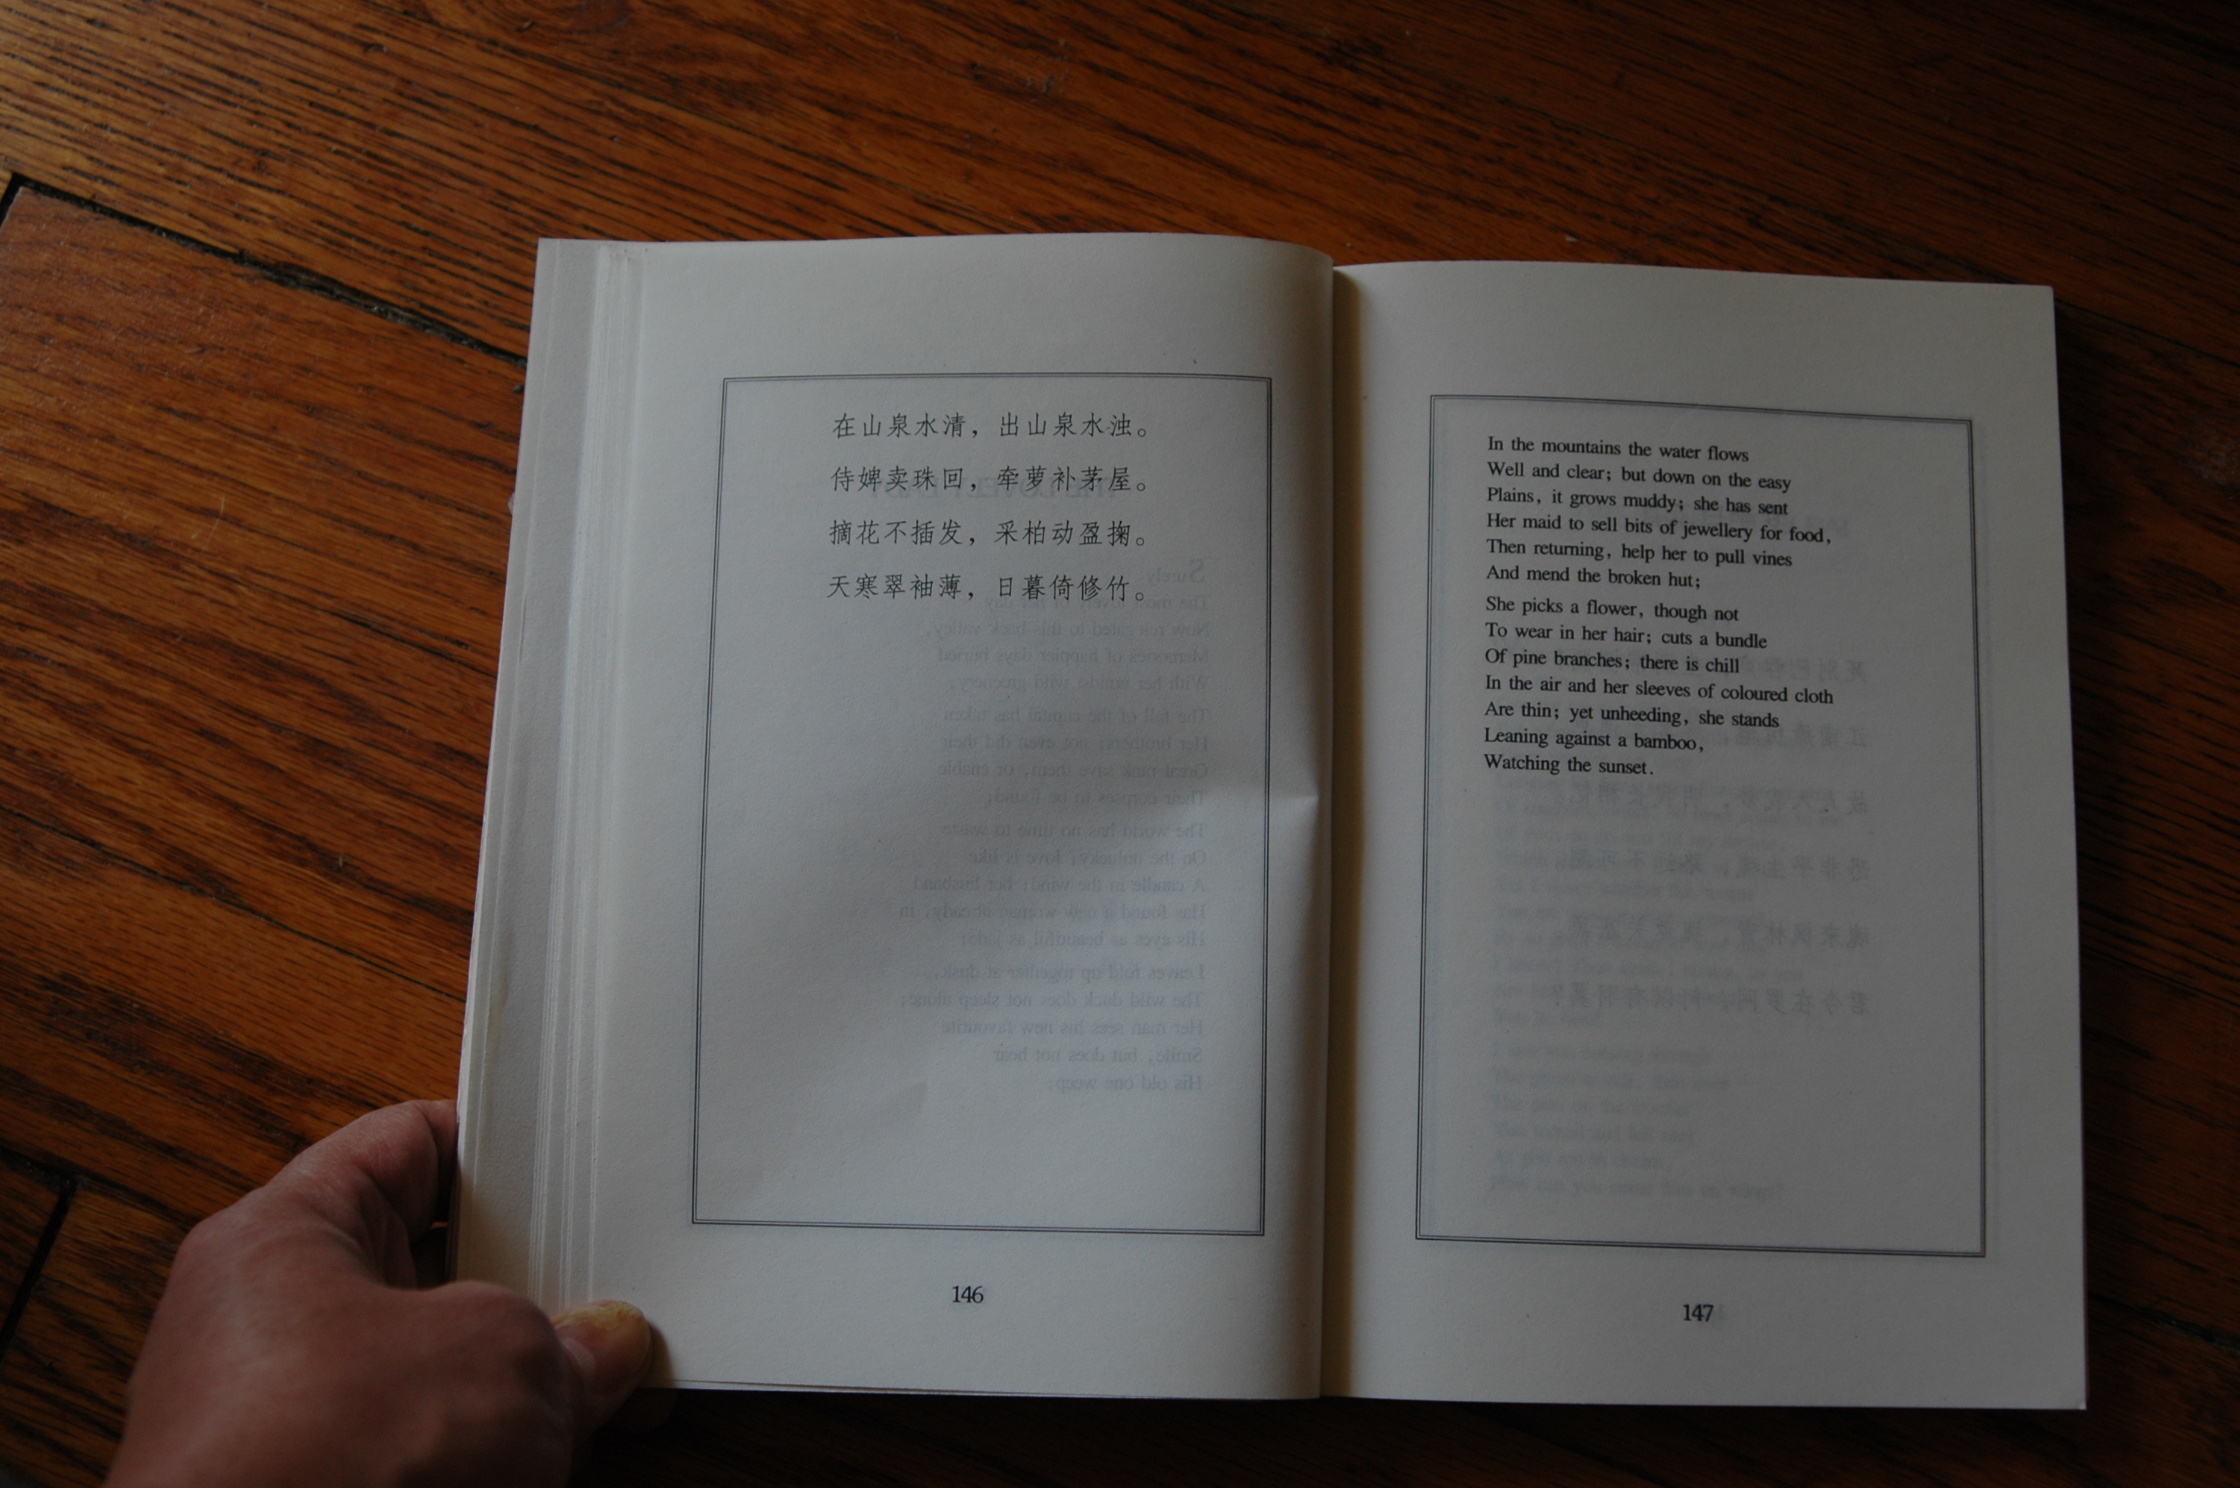 在山泉水清，出山泉水浊。
侍婢卖珠回，牵萝补茅屋。
摘花不插发，采柏动盈掬。
天寒翠袖薄，日暮倚修竹。
146
In the mountains the water flows
Well and clear; but down on the easy
Plains, it grows muddy; she has sent
Her maid to sell bits of jewellery for food,
Then returning, help her to pull vines
And mend the broken hut;
She picks a flower, though not
To wear in her hair; cuts a bundle
Of pine branches; there is chill
In the air and her sleeves of coloured cloth
Are thin; yet unheeding, she stands
Leaning against a bamboo,
Watching the sunset.
147